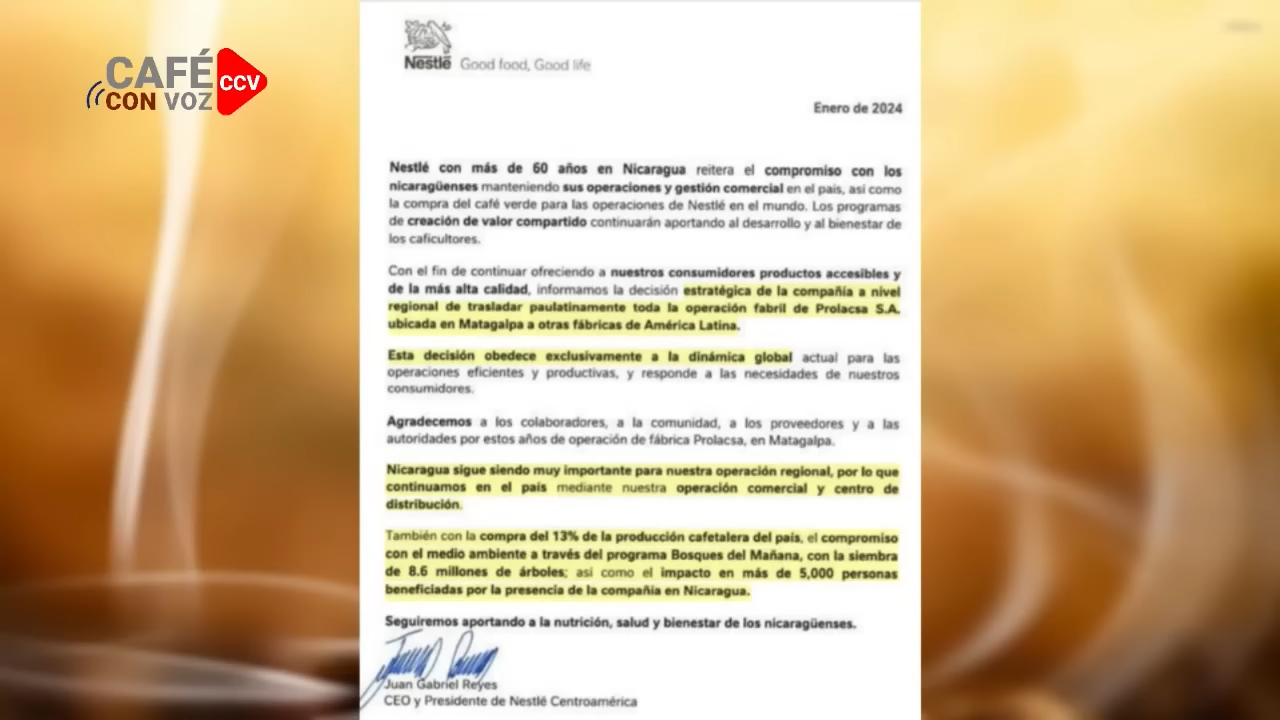 CAFÉ
CON VOZ
CCV
Nestlé Good food, Good life
Enero de 2024
Nestlé con más de 60 años en Nicaragua reitera el compromiso con los
nicaragüenses manteniendo sus operaciones y gestión comercial en el país, así como
la compra del café verde para las operaciones de Nestlé en el mundo. Los programas
de creación de valor compartido continuarán aportando al desarrollo y al bienestar de
los caficultores.
Con el fin de continuar ofreciendo a nuestros consumidores productos accesibles y
de la más alta calidad, informamos la decisión estratégica de la compañía a nivel
regional de trasladar paulatinamente toda la operación fabril de Prolacsa S.A.
ubicada en Matagalpa a otras fábricas de América Latina.
Esta decisión obedece exclusivamente a la dinámica global actual para las
operaciones eficientes y productivas, y responde a las necesidades de nuestros
consumidores.
Agradecemos a los colaboradores, a la comunidad, a los proveedores y a las
autoridades por estos años de operación de fábrica Prolacsa, en Matagalpa.
Nicaragua sigue siendo muy importante para nuestra operación regional, por lo que
continuamos en el país mediante nuestra operación comercial y centro de
distribución.
También con la compra del 13% de la producción cafetalera del país, el compromiso
con el medio ambiente a través del programa Bosques del Mañana, con la siembra
de 8.6 millones de árboles; así como el impacto en más de 5,000 personas
beneficiadas por la presencia de la compañía en Nicaragua.
Seguiremos aportando a la nutrición, salud y bienestar de los nicaragüenses.
Juan Gabriel Reyes
CEO y Presidente de Nestlé Centroamérica